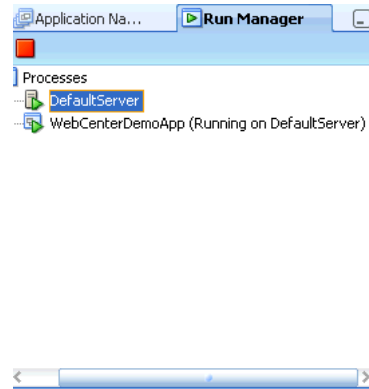 Application Na... Run Manager
Processes
DefaultServer
WebCenterDemoApp (Running on DefaultServer)